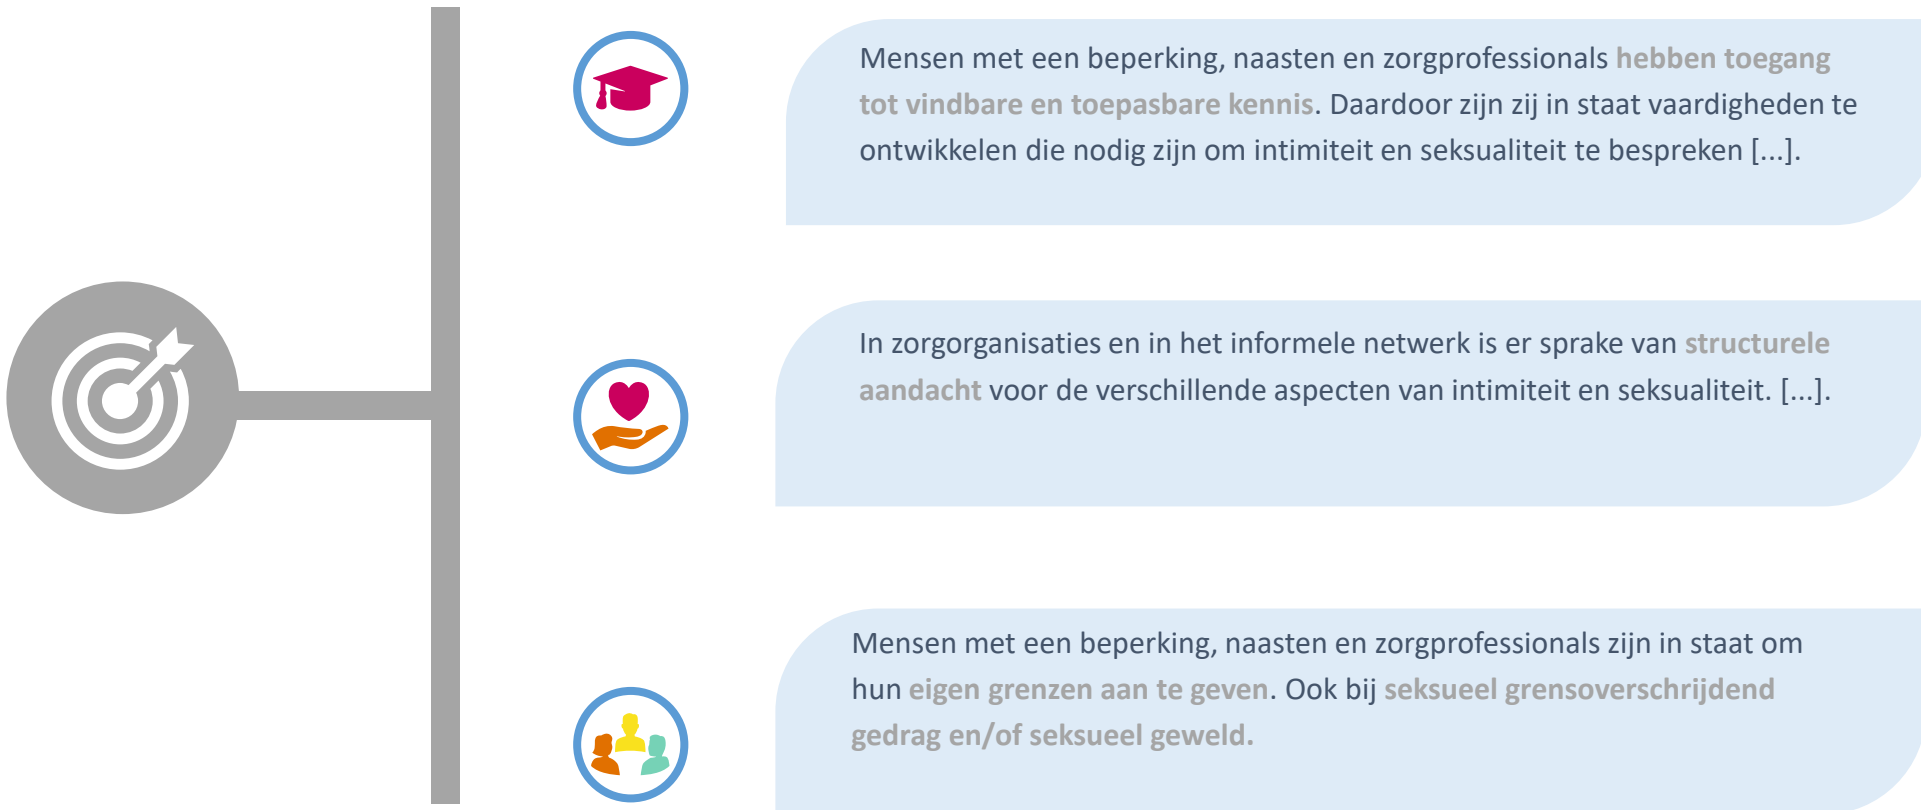 Mensen met een beperking, naasten en zorgprofessionals hebben toegang
tot vindbare en toepasbare kennis. Daardoor zijn zij in staat vaardigheden te
ontwikkelen die nodig zijn om intimiteit en seksualiteit te bespreken [...].
In zorgorganisaties en in het informele netwerk is er sprake van structurele
aandacht voor de verschillende aspecten van intimiteit en seksualiteit. [...].
Mensen met een beperking, naasten en zorgprofessionals zijn in staat om
hun eigen grenzen aan te geven. Ook bij seksueel grensoverschrijdend
gedrag en/of seksueel geweld.